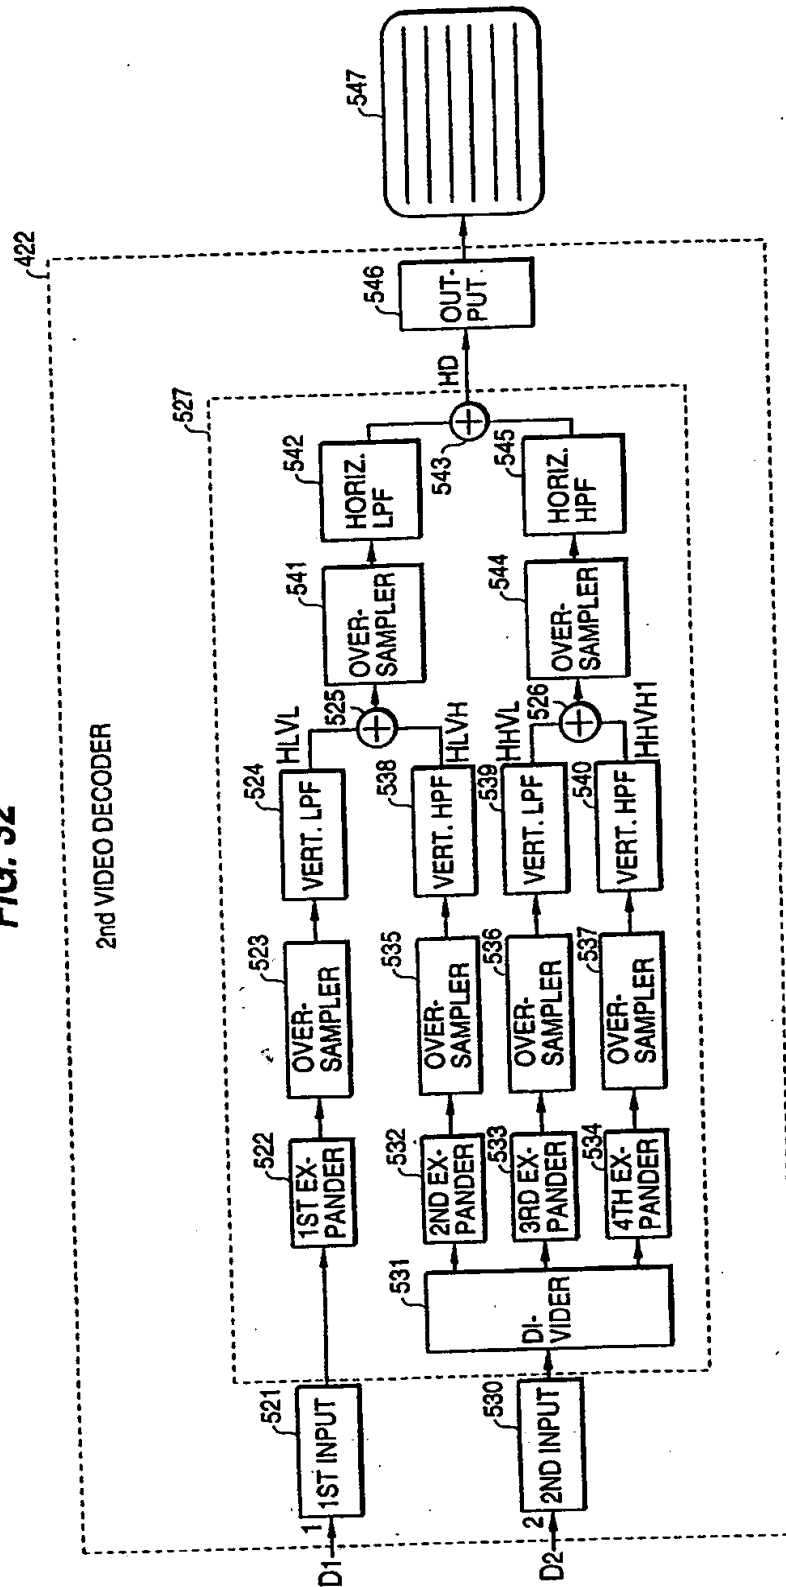 FIG. 32
422
2nd VIDEO DECODER
527
D1
1
521
1ST INPUT
522
1ST EX-
PANDER
523
OVER-
SAMPLER
524
VERT. LPF
HLVL
525
541
OVER-
SAMPLER
542
HORIZ.
LPF
543
HD
546
OUT-
PUT
547
D2
2
530
2ND INPUT
531
DI-
VIDER
532
2ND EX-
PANDER
535
OVER-
SAMPLER
538
VERT. HPF
HLVH
533
3RD EX-
PANDER
536
OVER-
SAMPLER
539
VERT. LPF
HHVL
526
544
OVER-
SAMPLER
545
HORIZ.
HPF
534
4TH EX-
PANDER
537
OVER-
SAMPLER
540
VERT. HPF
HHVH1